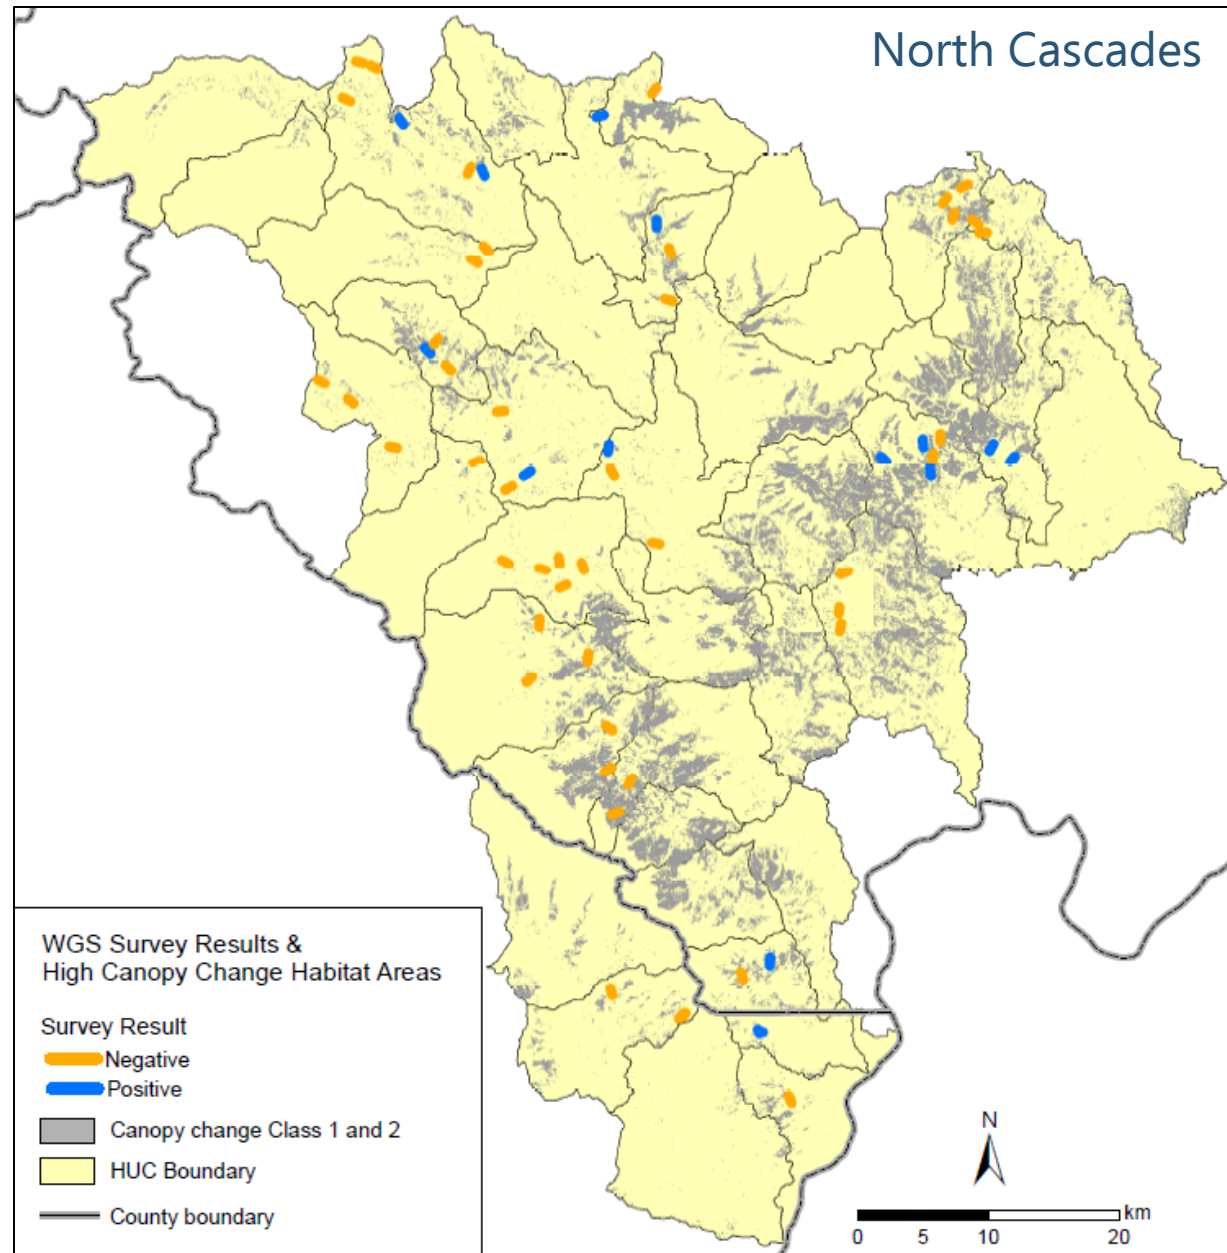 North Cascades
WGS Survey Results &
High Canopy Change Habitat Areas
Survey Result
Negative
Positive
Canopy change Class 1 and 2
HUC Boundary
County boundary
N
km
0 5 10 20